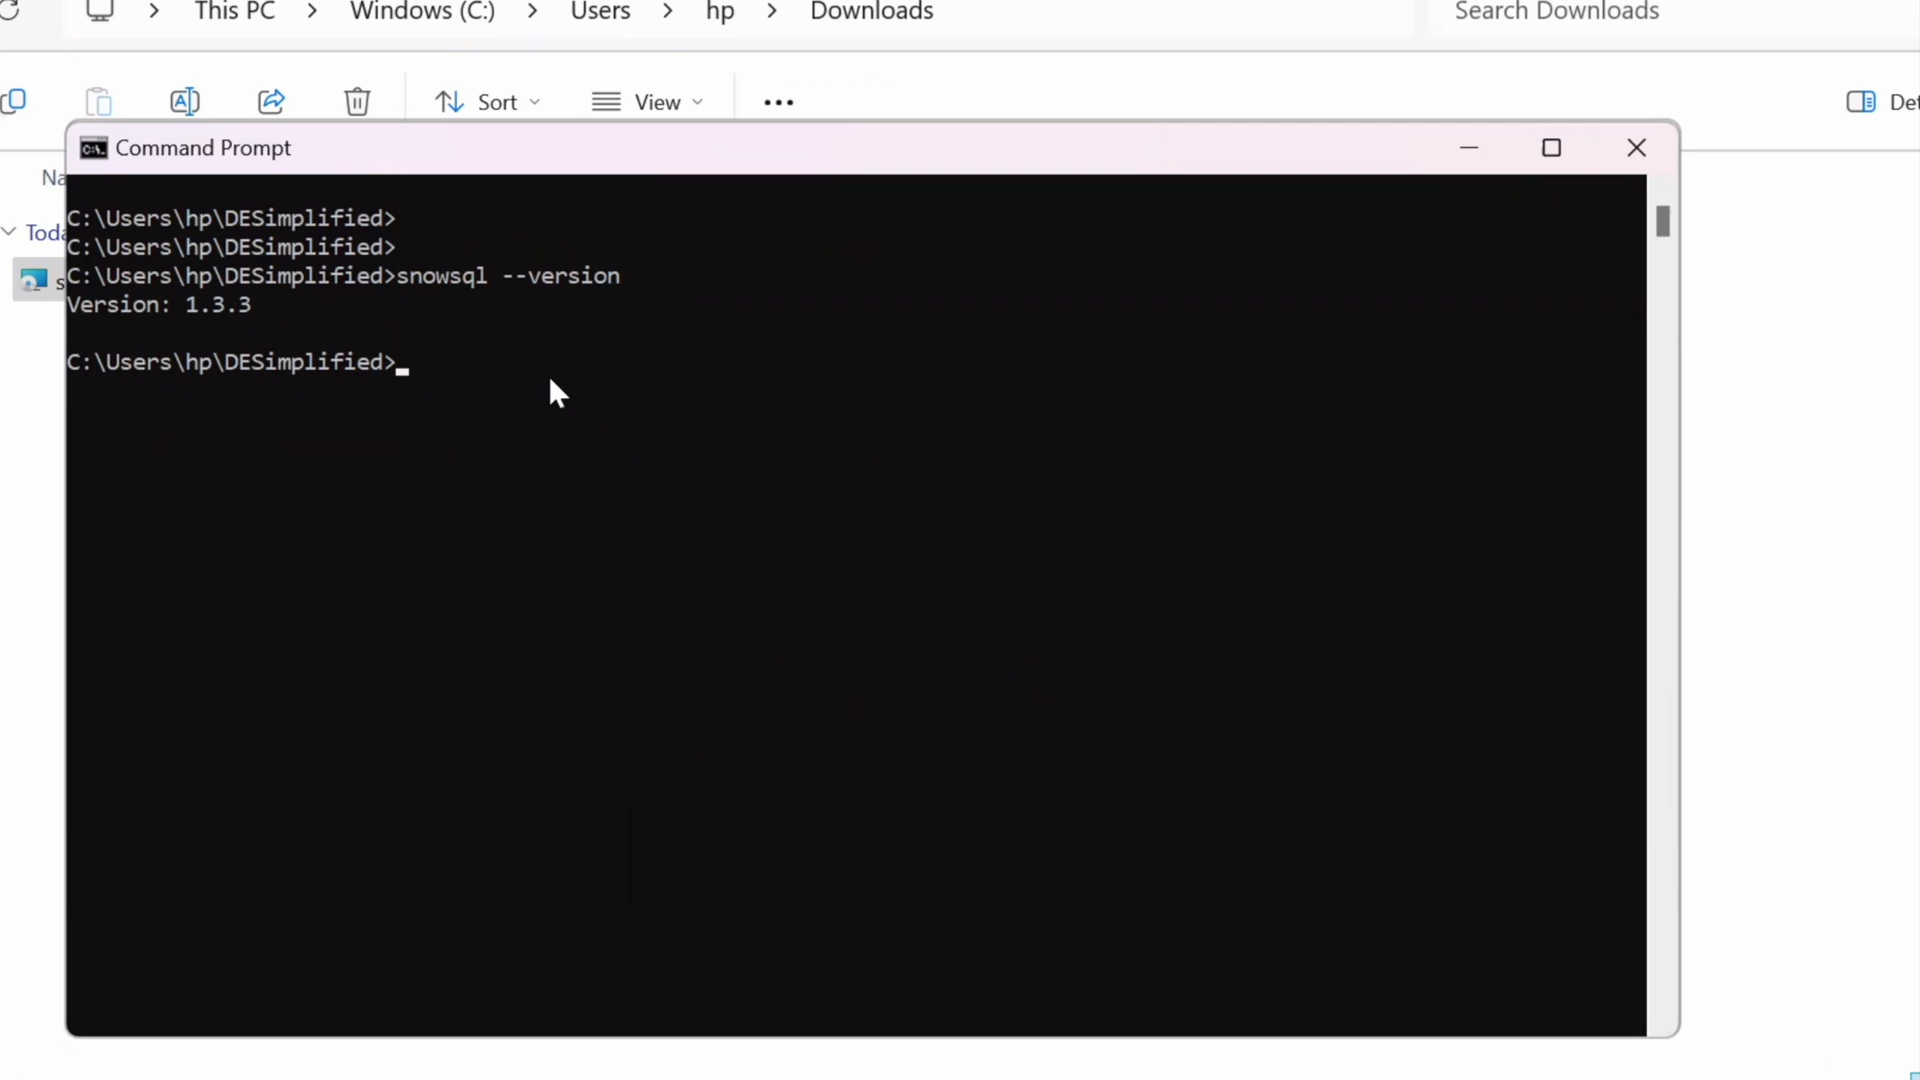 This PC > Windows (C:) > Users > hp > Downloads
Search Downloads
Sort
View
Command Prompt
C:\Users\hp\DESimplified>
C:\Users\hp\DESimplified>
C:\Users\hp\DESimplified>snowsql --version
Version: 1.3.3
C:\Users\hp\DESimplified>